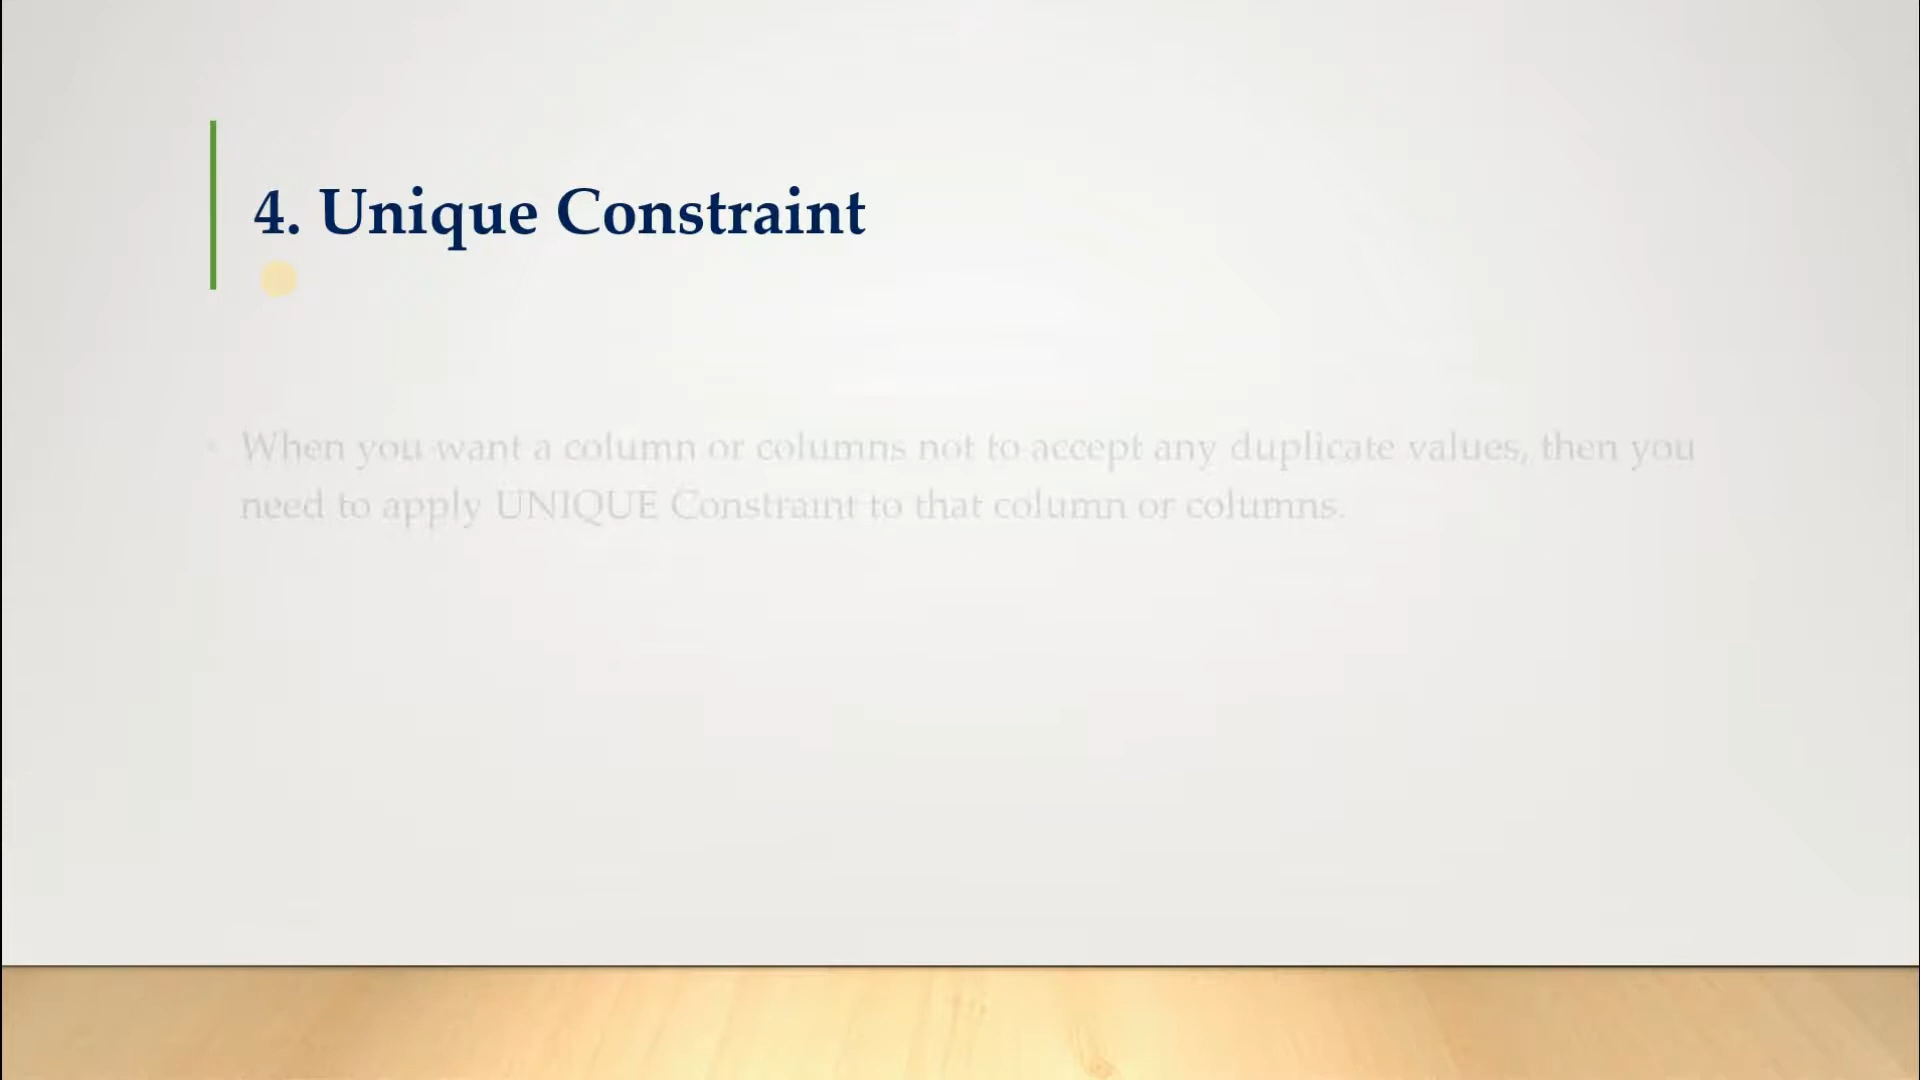 4. Unique Constraint
• When you want a column or columns not to accept any duplicate values, then you
need to apply UNIQUE Constraint to that column or columns.